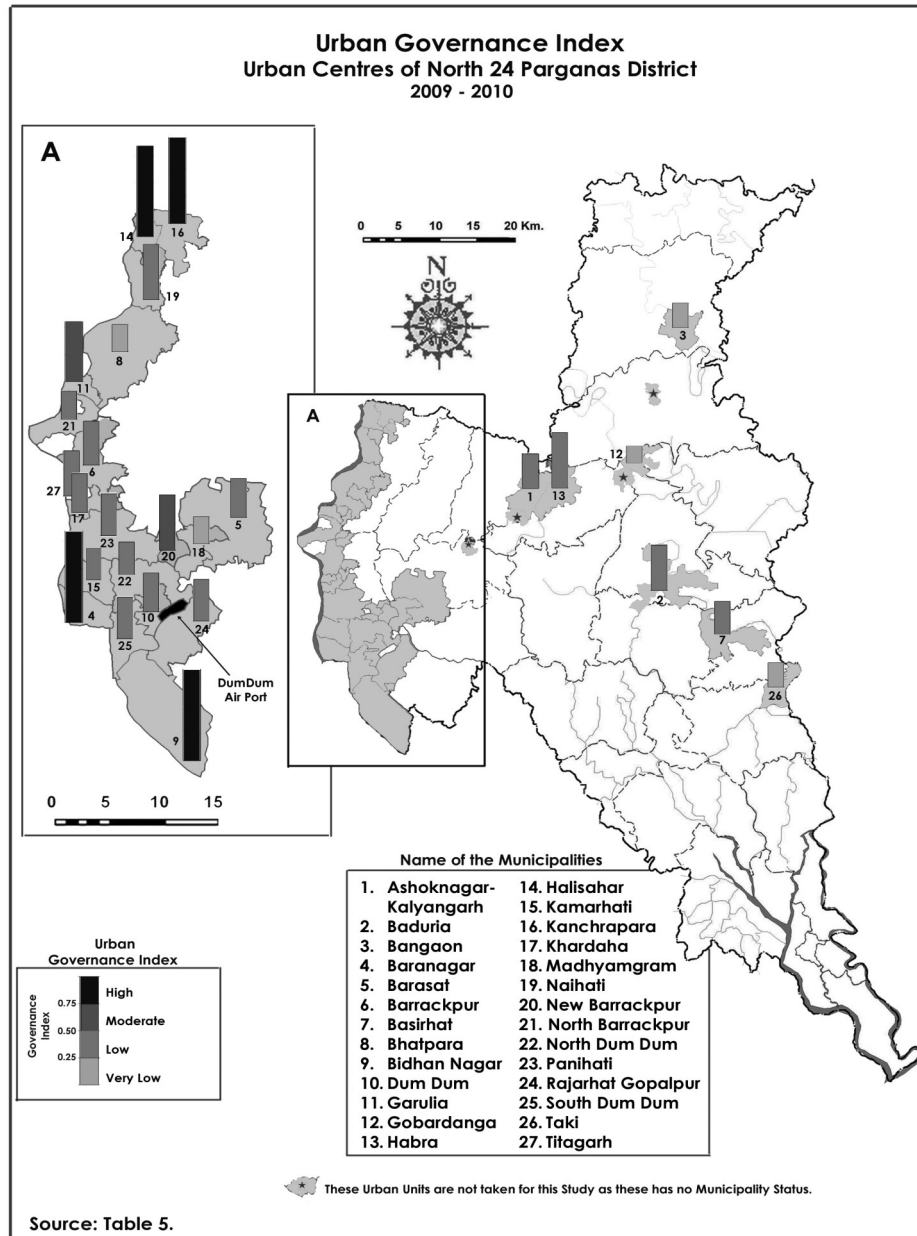 Urban Governance Index
Urban Centres of North 24 Parganas District
2009 - 2010
A
14
16
19
8
11
21
6
27
17
23
5
20
18
15
22
4
10
24
25
DumDum
Air Port
9
0 5 10 15
0 5 10 15 20 Km.
N
3
A
12
1 13
2
7
26
Name of the Municipalities
1. Ashoknagar-
Kalyangarh
2. Baduria
3. Bangaon
4. Baranagar
5. Barasat
6. Barrackpur
7. Basirhat
8. Bhatpara
9. Bidhan Nagar
10. Dum Dum
11. Garulia
12. Gobardanga
13. Habra
14. Halisahar
15. Kamarhati
16. Kanchrapara
17. Khardaha
18. Madhyamgram
19. Naihati
20. New Barrackpur
21. North Barrackpur
22. North Dum Dum
23. Panihati
24. Rajarhat Gopalpur
25. South Dum Dum
26. Taki
27. Titagarh
Urban
Governance Index
Governance
Index
High
0.75
Moderate
0.50
Low
0.25
Very Low
These Urban Units are not taken for this Study as these has no Municipality Status.
Source: Table 5.